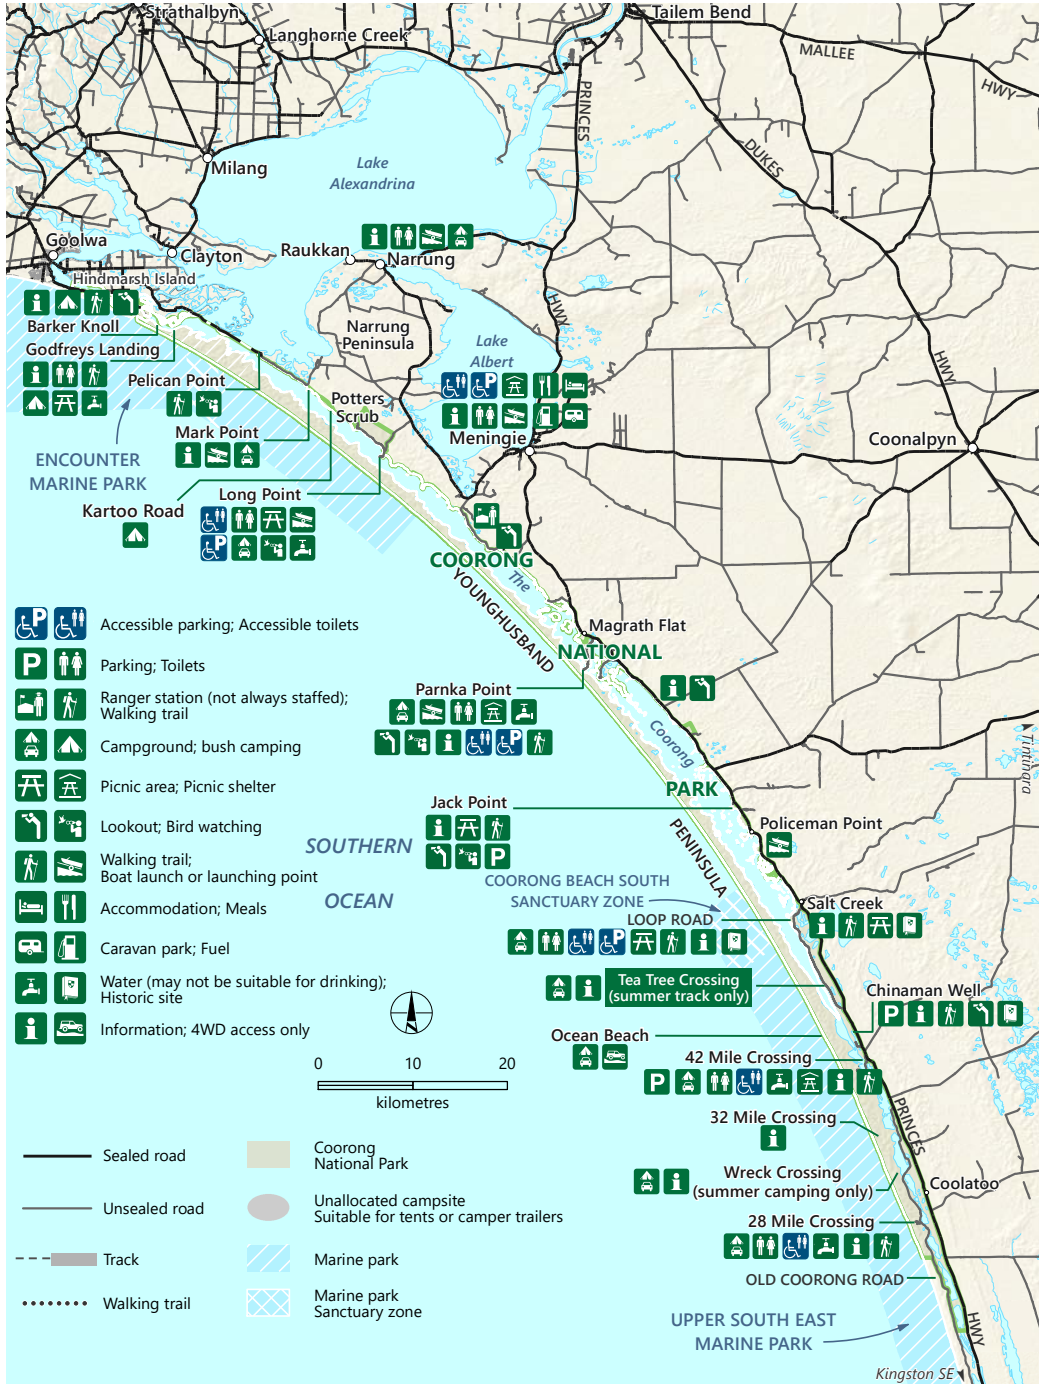 Strathalbyn
Langhorne Creek
Tailem Bend
MALLEE
HWY
PRINCES
DUKES
Milang
Lake
Alexandrina
Goolwa
Clayton
Raukkan
Narrung
Hindmarsh Island
HWY
Barker Knoll
Narrung
Peninsula
Lake
Albert
HWY
Godfreys Landing
Pelican Point
Potters
Scrub
Mark Point
Meningie
Coonalpyn
ENCOUNTER
MARINE PARK
Long Point
Kartoo Road
COORONG
The
YOUNGHUSBAND
Magrath Flat
NATIONAL
Parnka Point
Coorong
Tintinara
PARK
Jack Point
Policeman Point
PENINSULA
SOUTHERN
OCEAN
COORONG BEACH SOUTH
SANCTUARY ZONE
LOOP ROAD
Salt Creek
Tea Tree Crossing
(summer track only)
Chinaman Well
Ocean Beach
42 Mile Crossing
PRINCES
32 Mile Crossing
Wreck Crossing
(summer camping only)
Coolatoo
28 Mile Crossing
OLD COORONG ROAD
UPPER SOUTH EAST
MARINE PARK
HWY
Kingston SE
Accessible parking; Accessible toilets
Parking; Toilets
Ranger station (not always staffed);
Walking trail
Campground; bush camping
Picnic area; Picnic shelter
Lookout; Bird watching
Walking trail;
Boat launch or launching point
Accommodation; Meals
Caravan park; Fuel
Water (may not be suitable for drinking);
Historic site
Information; 4WD access only
0 10 20
kilometres
Sealed road
Unsealed road
Track
Walking trail
Coorong
National Park
Unallocated campsite
Suitable for tents or camper trailers
Marine park
Marine park
Sanctuary zone